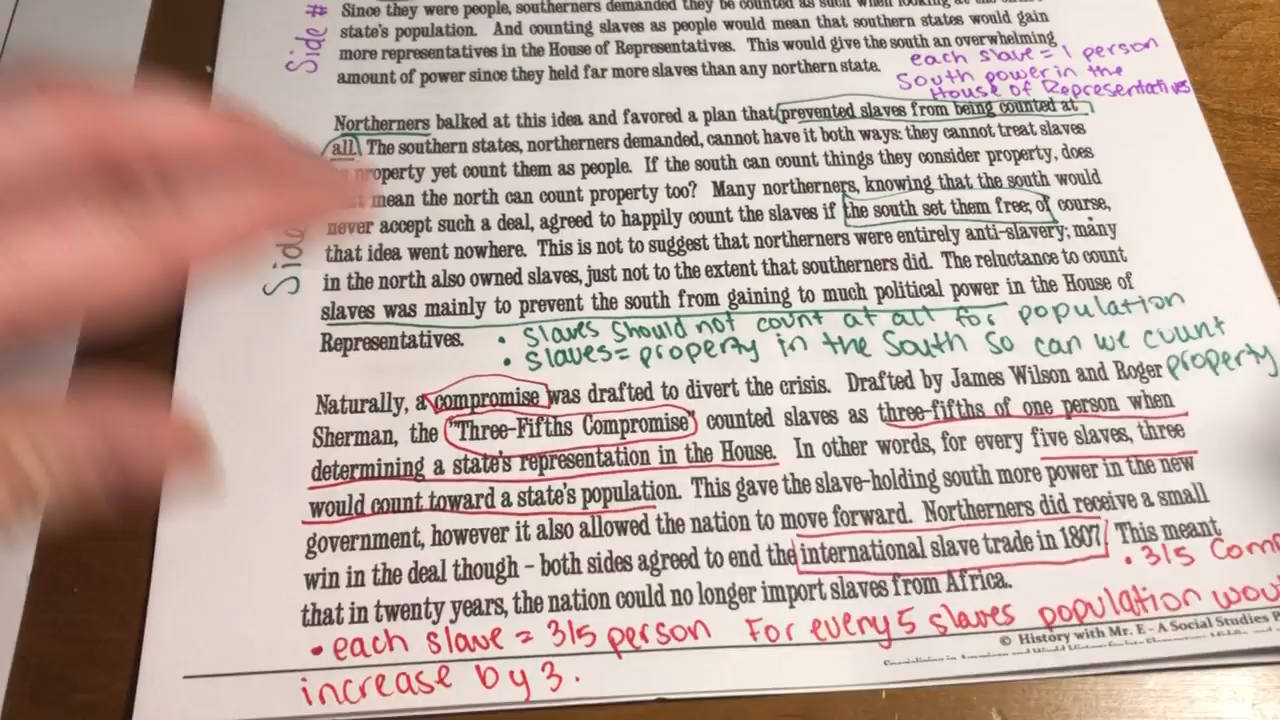 Side #
Since they were people, southerners demanded they be counted as such when looking at
state's population. And counting slaves as people would mean that southern states would gain
more representatives in the House of Representatives. This would give the south an overwhelming
amount of power since they held far more slaves than any northern state.
each slave = 1 person
South power in the
House of Representatives
Northerners balked at this idea and favored a plan that prevented slaves from being counted at
all. The southern states, northerners demanded, cannot have it both ways: they cannot treat slaves
property yet count them as people. If the south can count things they consider property, does
mean the north can count property too? Many northerners, knowing that the south would
never accept such a deal, agreed to happily count the slaves if the south set them free; of course,
that idea went nowhere. This is not to suggest that northerners were entirely anti-slavery; many
in the north also owned slaves, just not to the extent that southerners did. The reluctance to count
slaves was mainly to prevent the south from gaining to much political power in the House of
Representatives.
Side
• Slaves should not count at all for population
• Slaves = property in the South so can we count
property
Naturally, a compromise was drafted to divert the crisis. Drafted by James Wilson and Roger
Sherman, the "Three-Fifths Compromise" counted slaves as three-fifths of one person when
determining a state's representation in the House. In other words, for every five slaves, three
would count toward a state's population. This gave the slave-holding south more power in the new
government, however it also allowed the nation to move forward. Northerners did receive a small
win in the deal though – both sides agreed to end the international slave trade in 1807. This meant
that in twenty years, the nation could no longer import slaves from Africa.
• 3/5 Com
• each slave = 3/5 person For every 5 slaves population wou
increase by 3.
© History with Mr. E - A Social Studies P